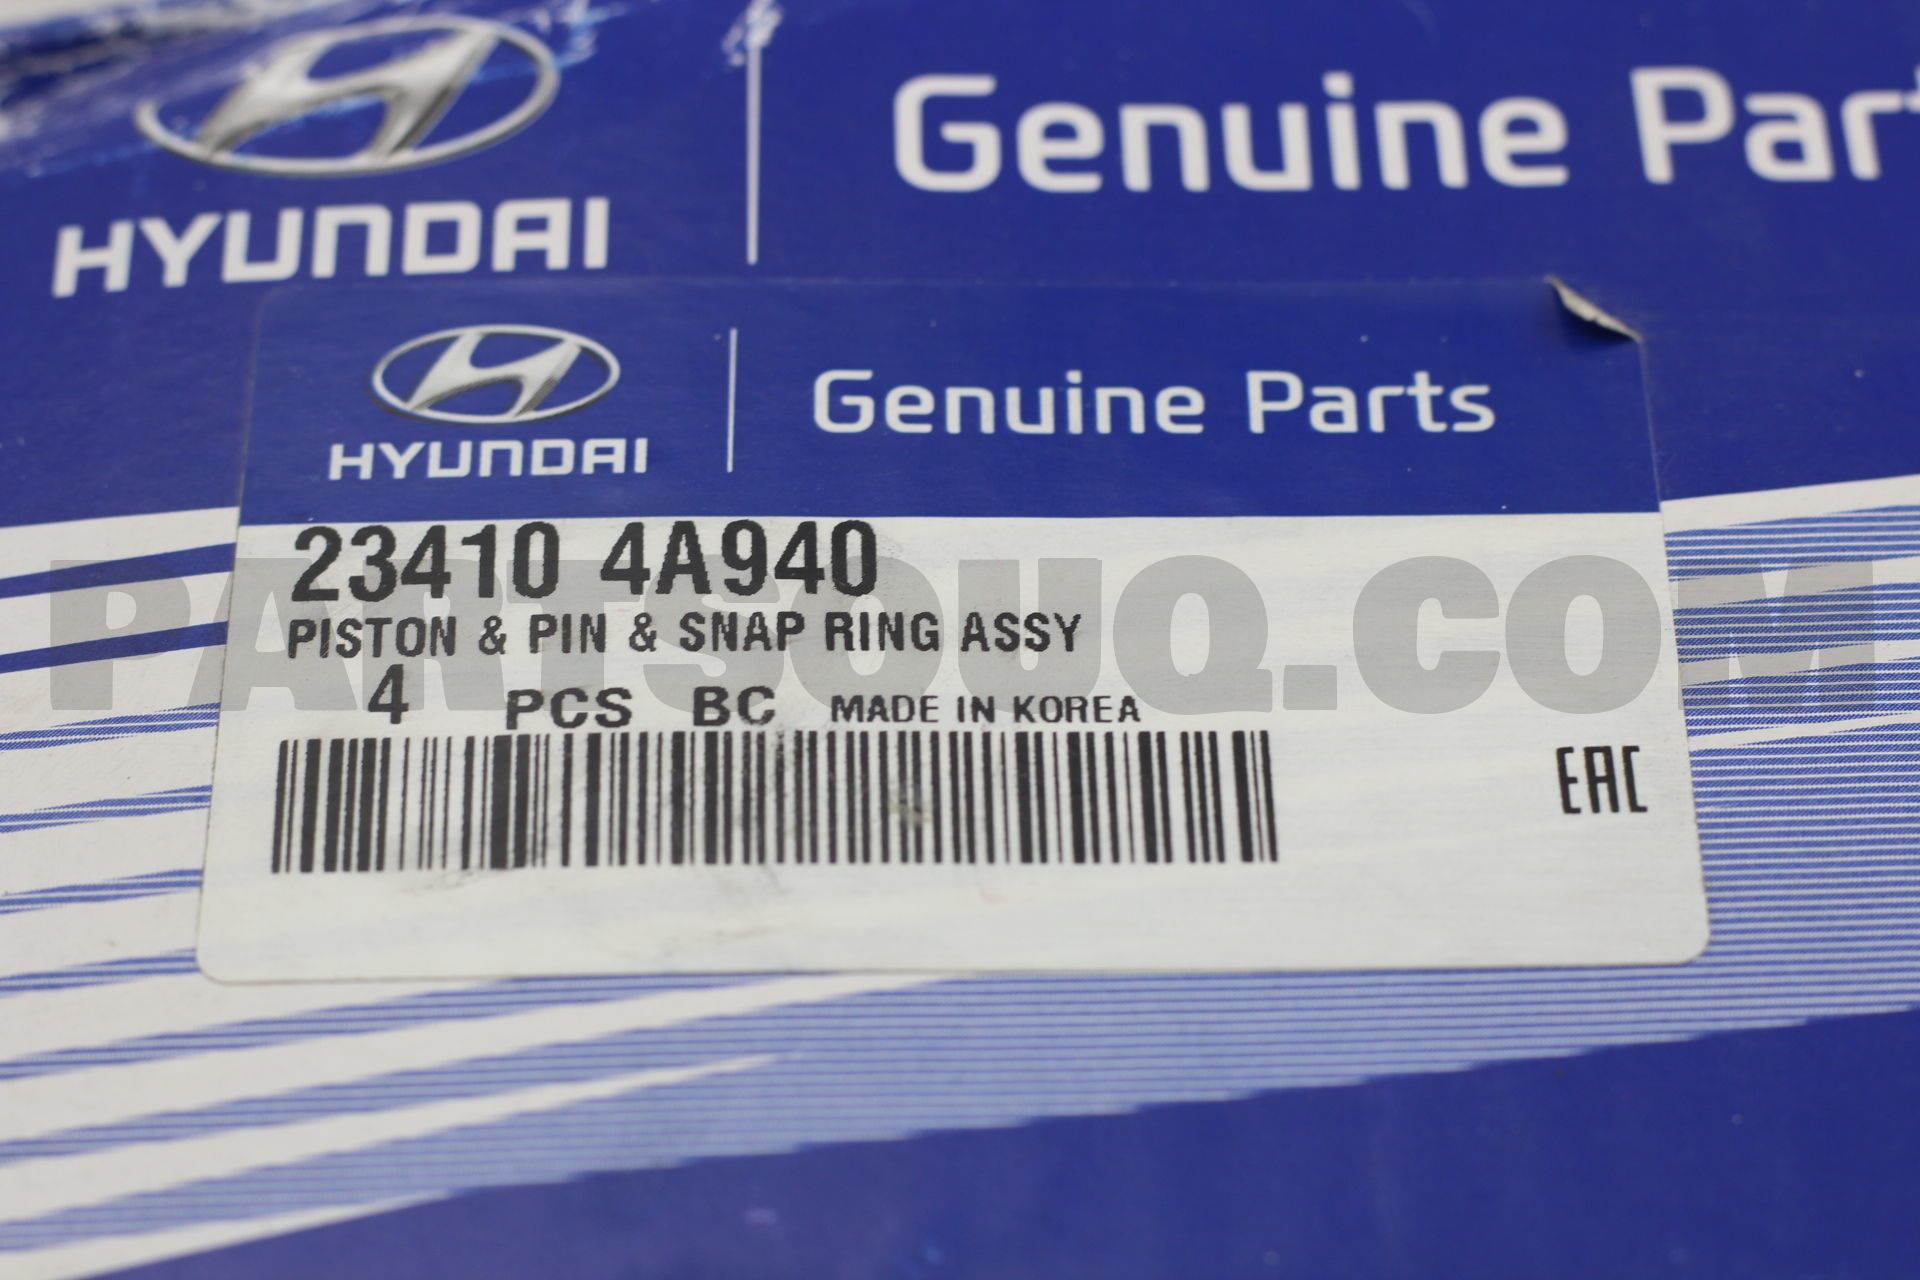 HYUNDAI
Genuine Par
HYUNDAI
Genuine Parts
23410 4A940
PISTON & PIN & SNAP RING ASSY
4 PCS BC MADE IN KOREA
EAC
PARTSOUQ.COM